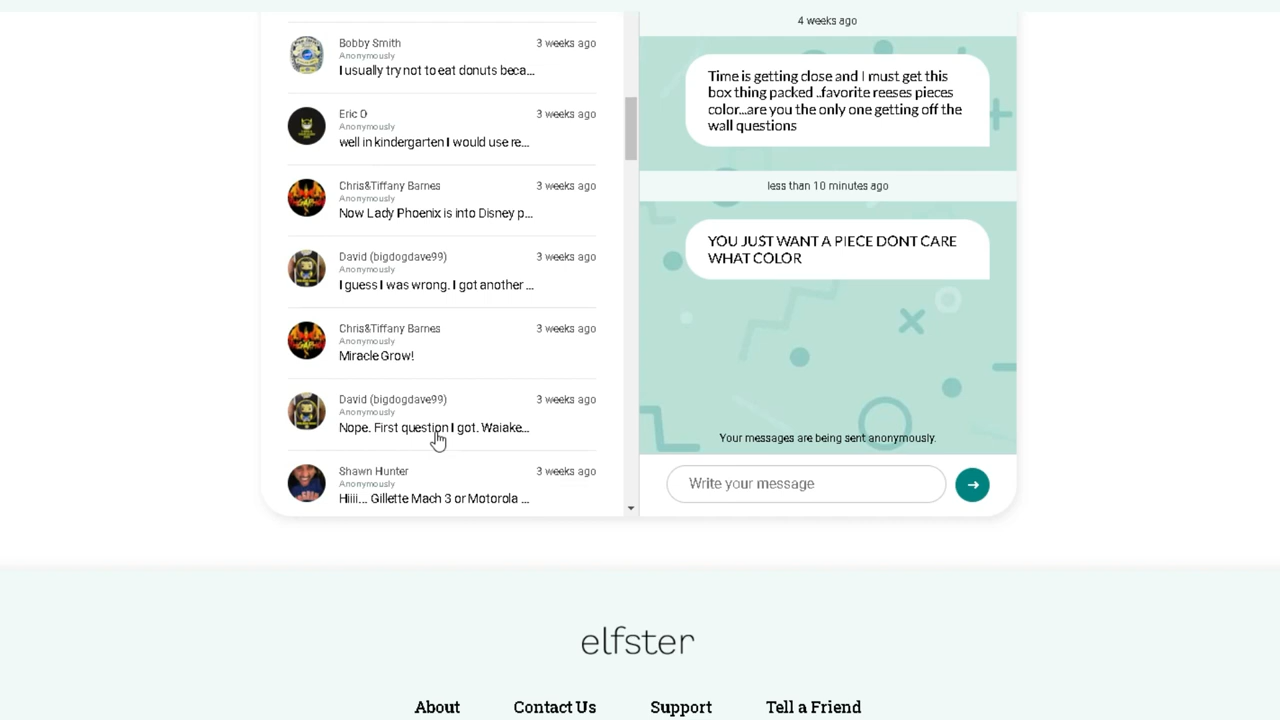 Bobby Smith
3 weeks ago
Anonymously
I usually try not to eat donuts beca...
Eric O
3 weeks ago
Anonymously
well in kindergarten I would use re...
Chris&Tiffany Barnes
3 weeks ago
Anonymously
Now Lady Phoenix is into Disney p...
David (bigdogdave99)
3 weeks ago
Anonymously
I guess I was wrong. I got another ...
Chris&Tiffany Barnes
3 weeks ago
Anonymously
Miracle Grow!
David (bigdogdave99)
3 weeks ago
Anonymously
Nope. First question I got. Waiake...
Shawn Hunter
3 weeks ago
Anonymously
Hiiii... Gillette Mach 3 or Motorola ...
4 weeks ago
Time is getting close and I must get this
box thing packed ..favorite reeses pieces
color...are you the only one getting off the
wall questions
less than 10 minutes ago
YOU JUST WANT A PIECE DONT CARE
WHAT COLOR
Your messages are being sent anonymously.
Write your message
elfster
About Contact Us Support Tell a Friend